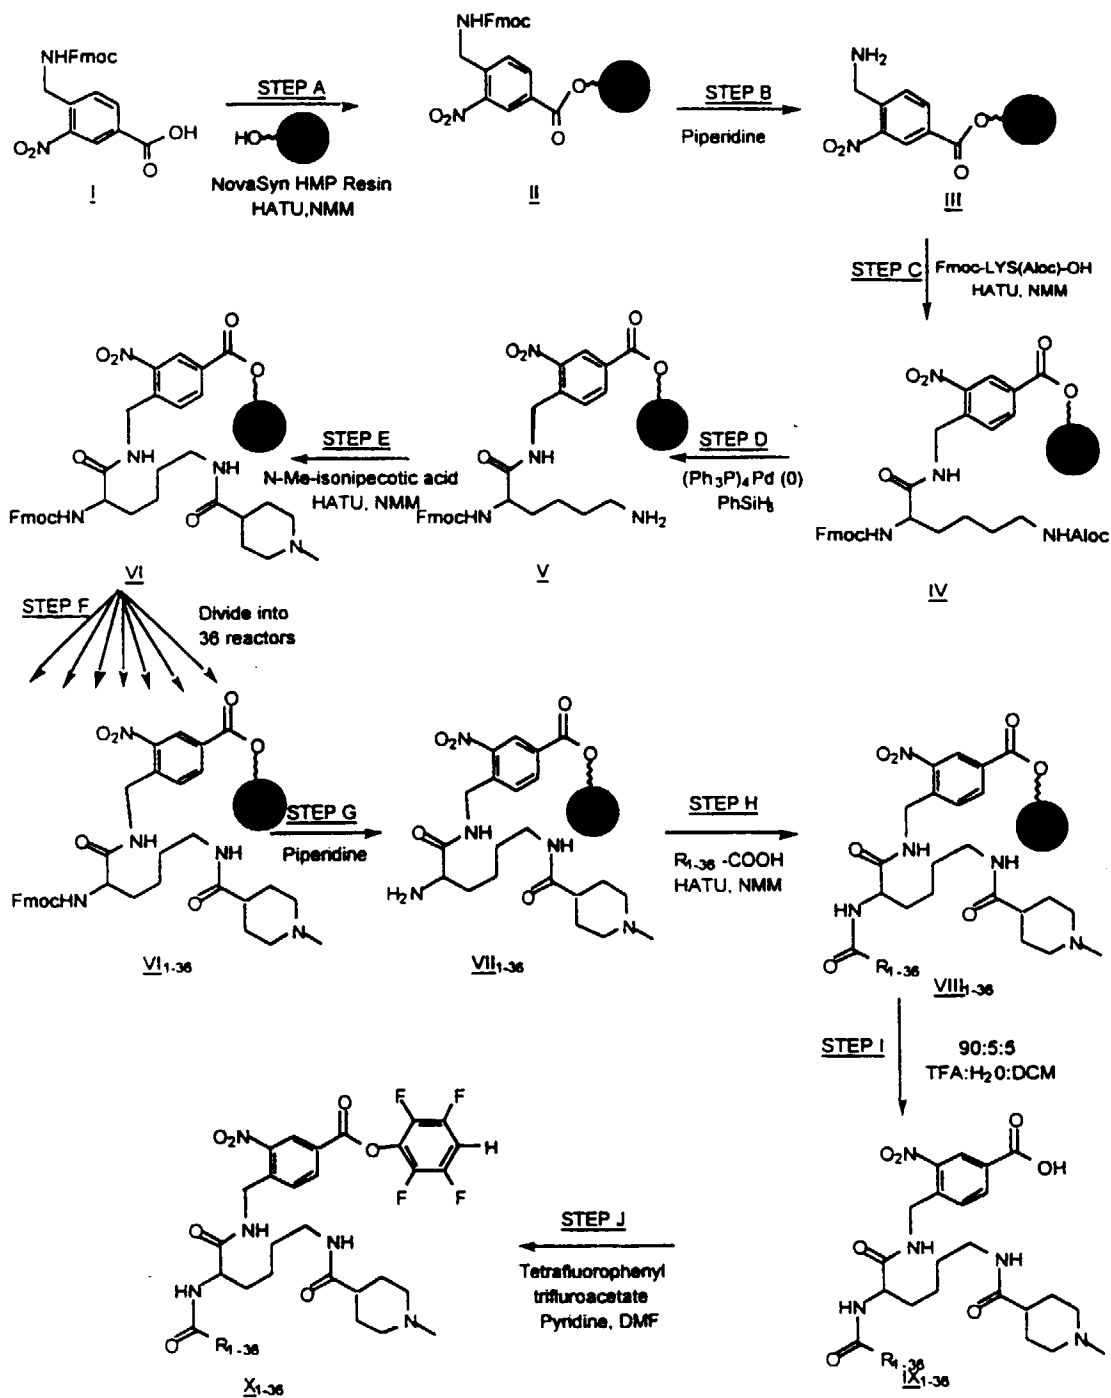 NHFmoc
O₂N
OH
O
I
STEP A
HO
NovaSyn HMP Resin
HATU,NMM
NHFmoc
O₂N
O
O
II
STEP B
Piperidine
NH₂
O₂N
O
O
III
STEP C
Fmoc-LYS(Aloc)-OH
HATU, NMM
O
O₂N
O
NH
O
FmocHN
NHAloc
IV
STEP D
(Ph₃P)₄Pd (0)
PhSiH₃
O
O₂N
O
NH
O
FmocHN
NH₂
V
STEP E
N-Me-isonipecotic acid
HATU, NMM
O
O₂N
O
NH
O
NH
FmocHN
O
N
VI
STEP F
Divide into
36 reactors
O
O₂N
O
NH
O
NH
FmocHN
O
N
VI₁₋₃₆
STEP G
Piperidine
O
O₂N
O
NH
O
NH
H₂N
O
N
VII₁₋₃₆
STEP H
R₁₋₃₆ -COOH
HATU, NMM
O
O₂N
O
NH
O
NH
HN
O
N
O
R₁₋₃₆
VIII₁₋₃₆
STEP I
90:5:5
TFA:H₂0:DCM
O
O₂N
OH
NH
O
NH
HN
O
N
O
R₁₋₃₆
IX₁₋₃₆
STEP J
Tetrafluorophenyl
trifluroacetate
Pyridine, DMF
O
F
F
O₂N
O
H
F
F
NH
O
NH
HN
O
N
O
R₁₋₃₆
X₁₋₃₆